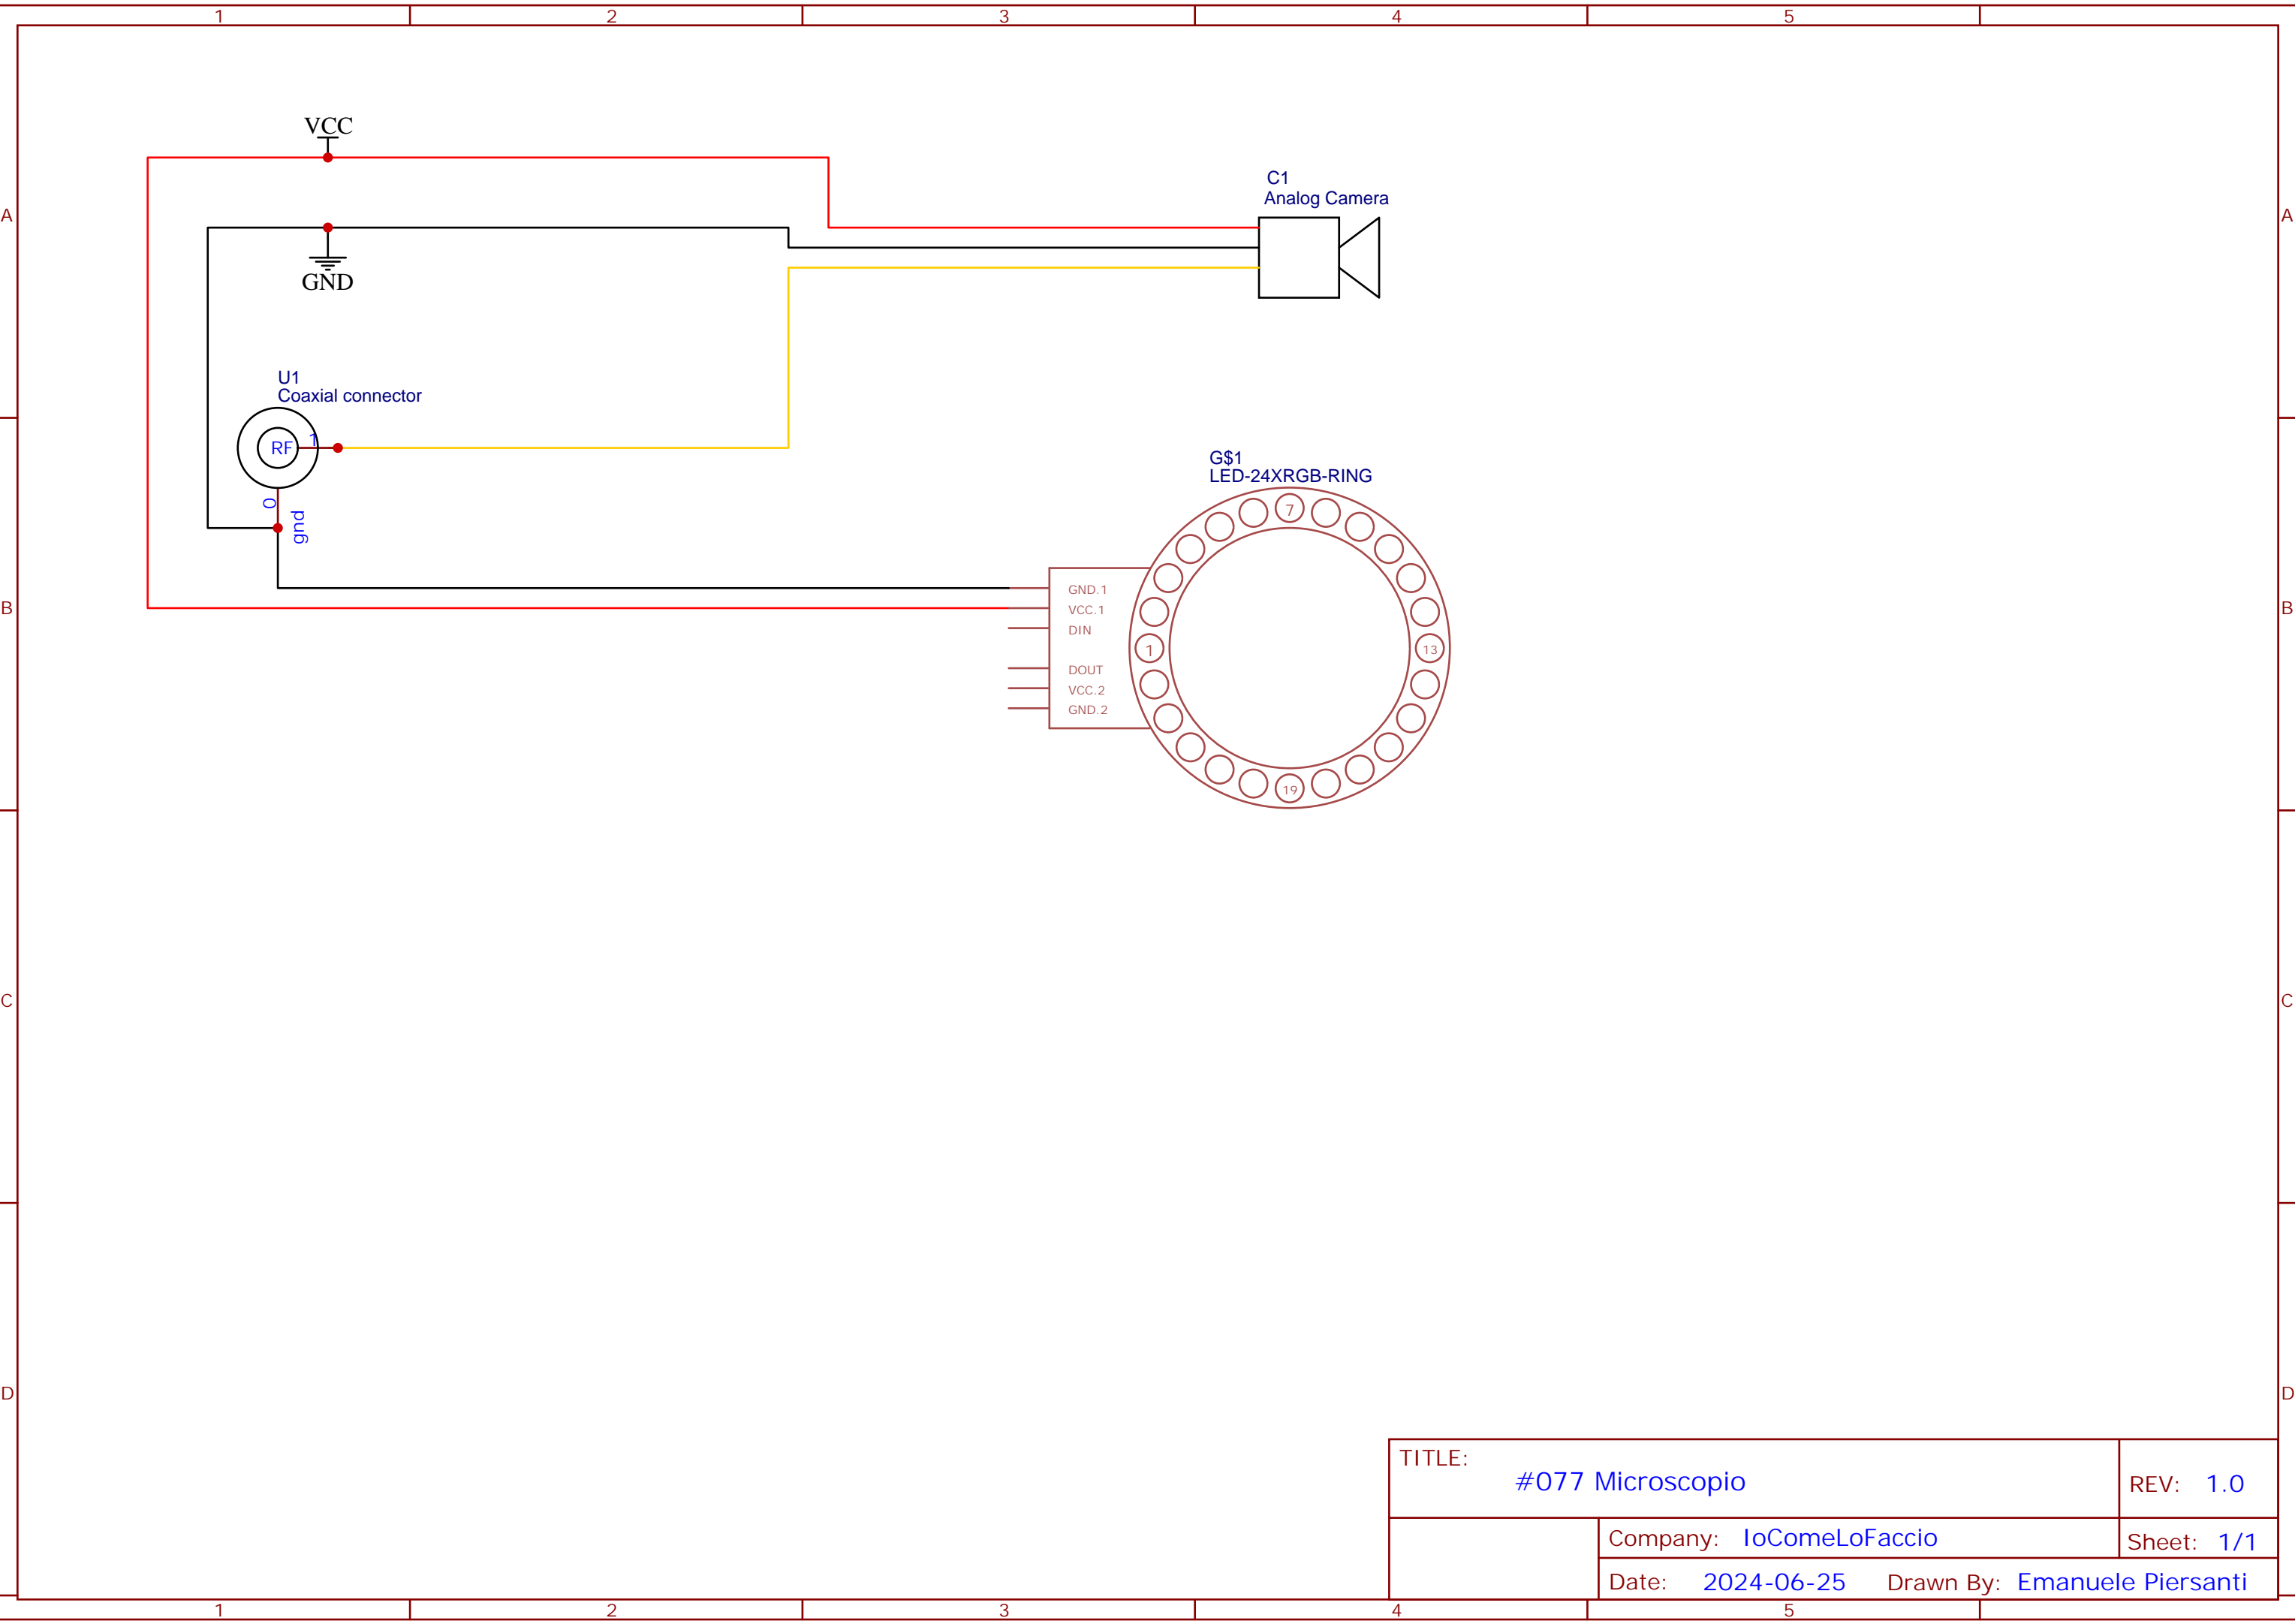 1 2 3 4 5
VCC
C1
Analog Camera
A A
GND
U1
Coaxial connector
1
RF
G$1
LED-24XRGB-RING
0
gnd
7
GND.1
B VCC.1 B
DIN
1 13
DOUT
VCC.2
GND.2
19
C C
D D
TITLE:
#077 Microscopio
REV: 1.0
Company: IoComeLoFaccio
Sheet: 1/1
Date: 2024-06-25 Drawn By: Emanuele Piersanti
1 2 3 4 5